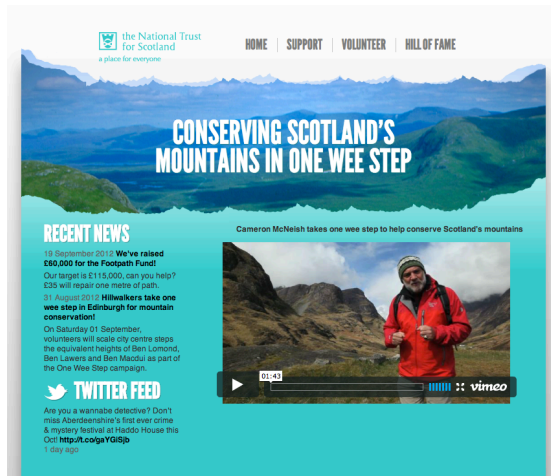 the National Trust
for Scotland
a place for everyone
HOME
SUPPORT
VOLUNTEER
HILL OF FAME
CONSERVING SCOTLAND'S
MOUNTAINS IN ONE WEE STEP
RECENT NEWS
19 September 2012 We've raised
£60,000 for the Footpath Fund!
Our target is £115,000, can you help?
£35 will repair one metre of path.
31 August 2012 Hillwalkers take one
wee step in Edinburgh for mountain
conservation!
On Saturday 01 September,
volunteers will scale city centre steps
the equivalent heights of Ben Lomond,
Ben Lawers and Ben Macdui as part of
the One Wee Step campaign.
TWITTER FEED
Are you a wannabe detective? Don't
miss Aberdeenshire's first ever crime
& mystery festival at Haddo House this
Oct! http://t.co/gaYGiSjb
1 day ago
Cameron McNeish takes one wee step to help conserve Scotland's mountains
01:43
vimeo